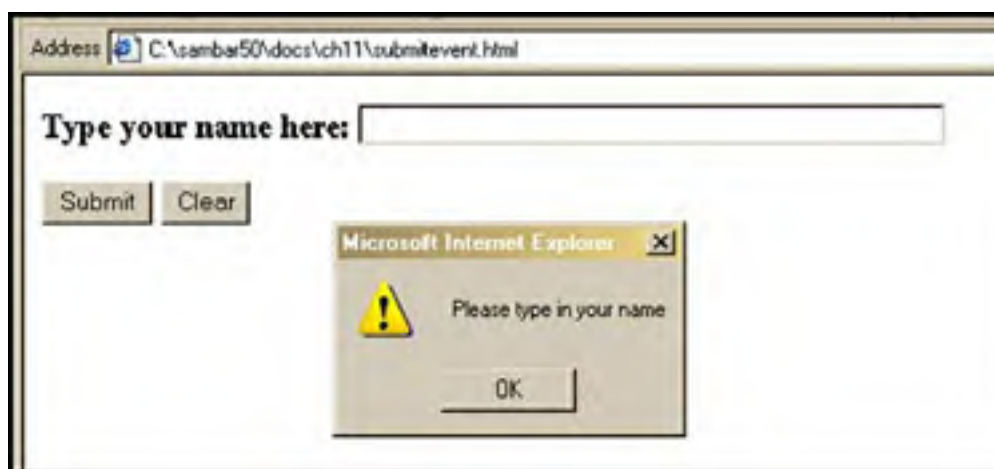 Address C:\sambar50\docs\ch11\submitevent.html
Type your name here:
Submit Clear
Microsoft Internet Explorer
Please type in your name
OK